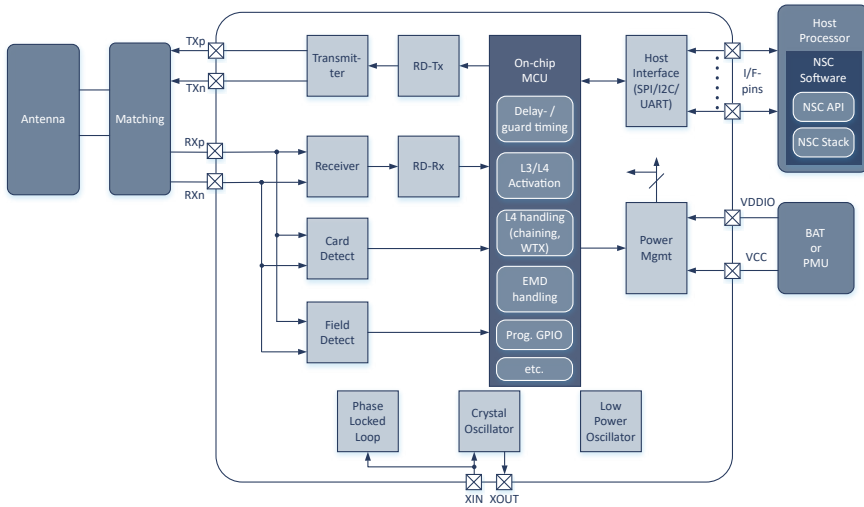 TXp
TXn
RXp
RXn
Antenna
Matching
Transmit-
ter
RD-Tx
Receiver
RD-Rx
Card
Detect
Field
Detect
On-chip
MCU
Delay- /
guard timing
L3/L4
Activation
L4 handling
(chaining,
WTX)
EMD
handling
Prog. GPIO
etc.
Host
Interface
(SPI/I2C/
UART)
Power
Mgmt
I/F-
pins
Host
Processor
NSC
Software
NSC API
NSC Stack
VDDIO
VCC
BAT
or
PMU
Phase
Locked
Loop
Crystal
Oscillator
Low
Power
Oscillator
XIN
XOUT